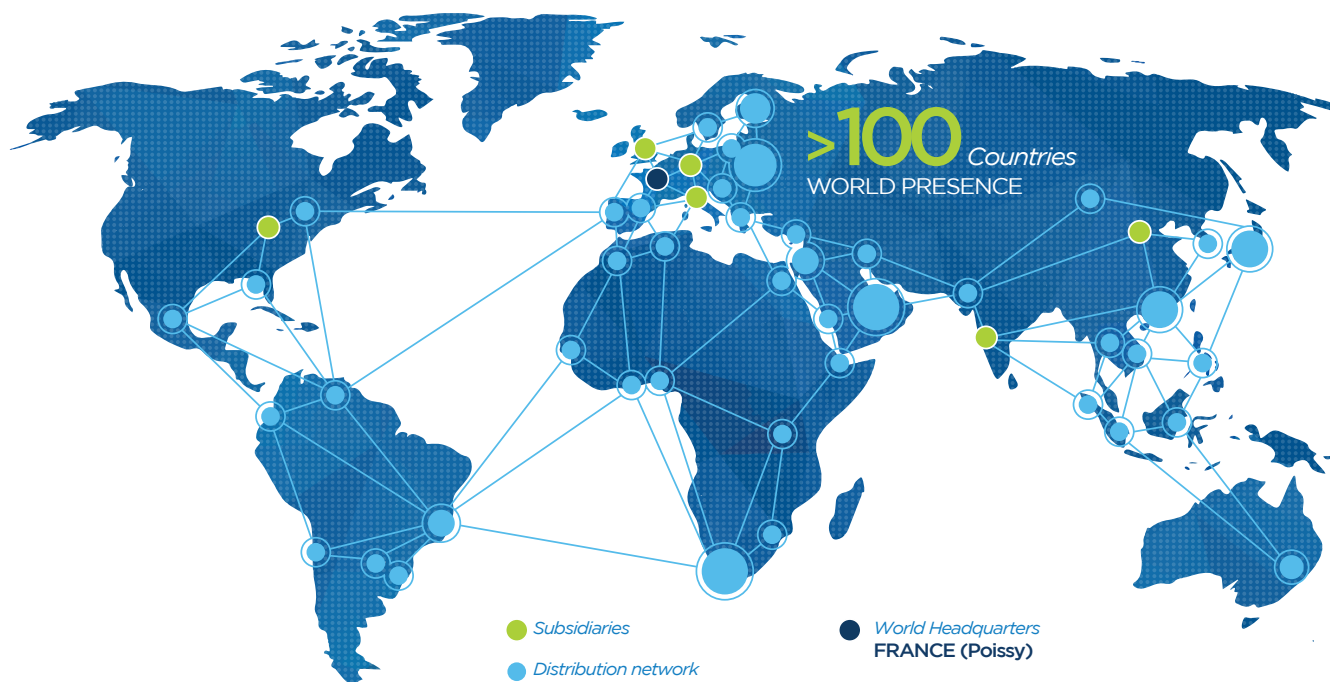 >100 Countries
WORLD PRESENCE
Subsidiaries
Distribution network
World Headquarters
FRANCE (Poissy)